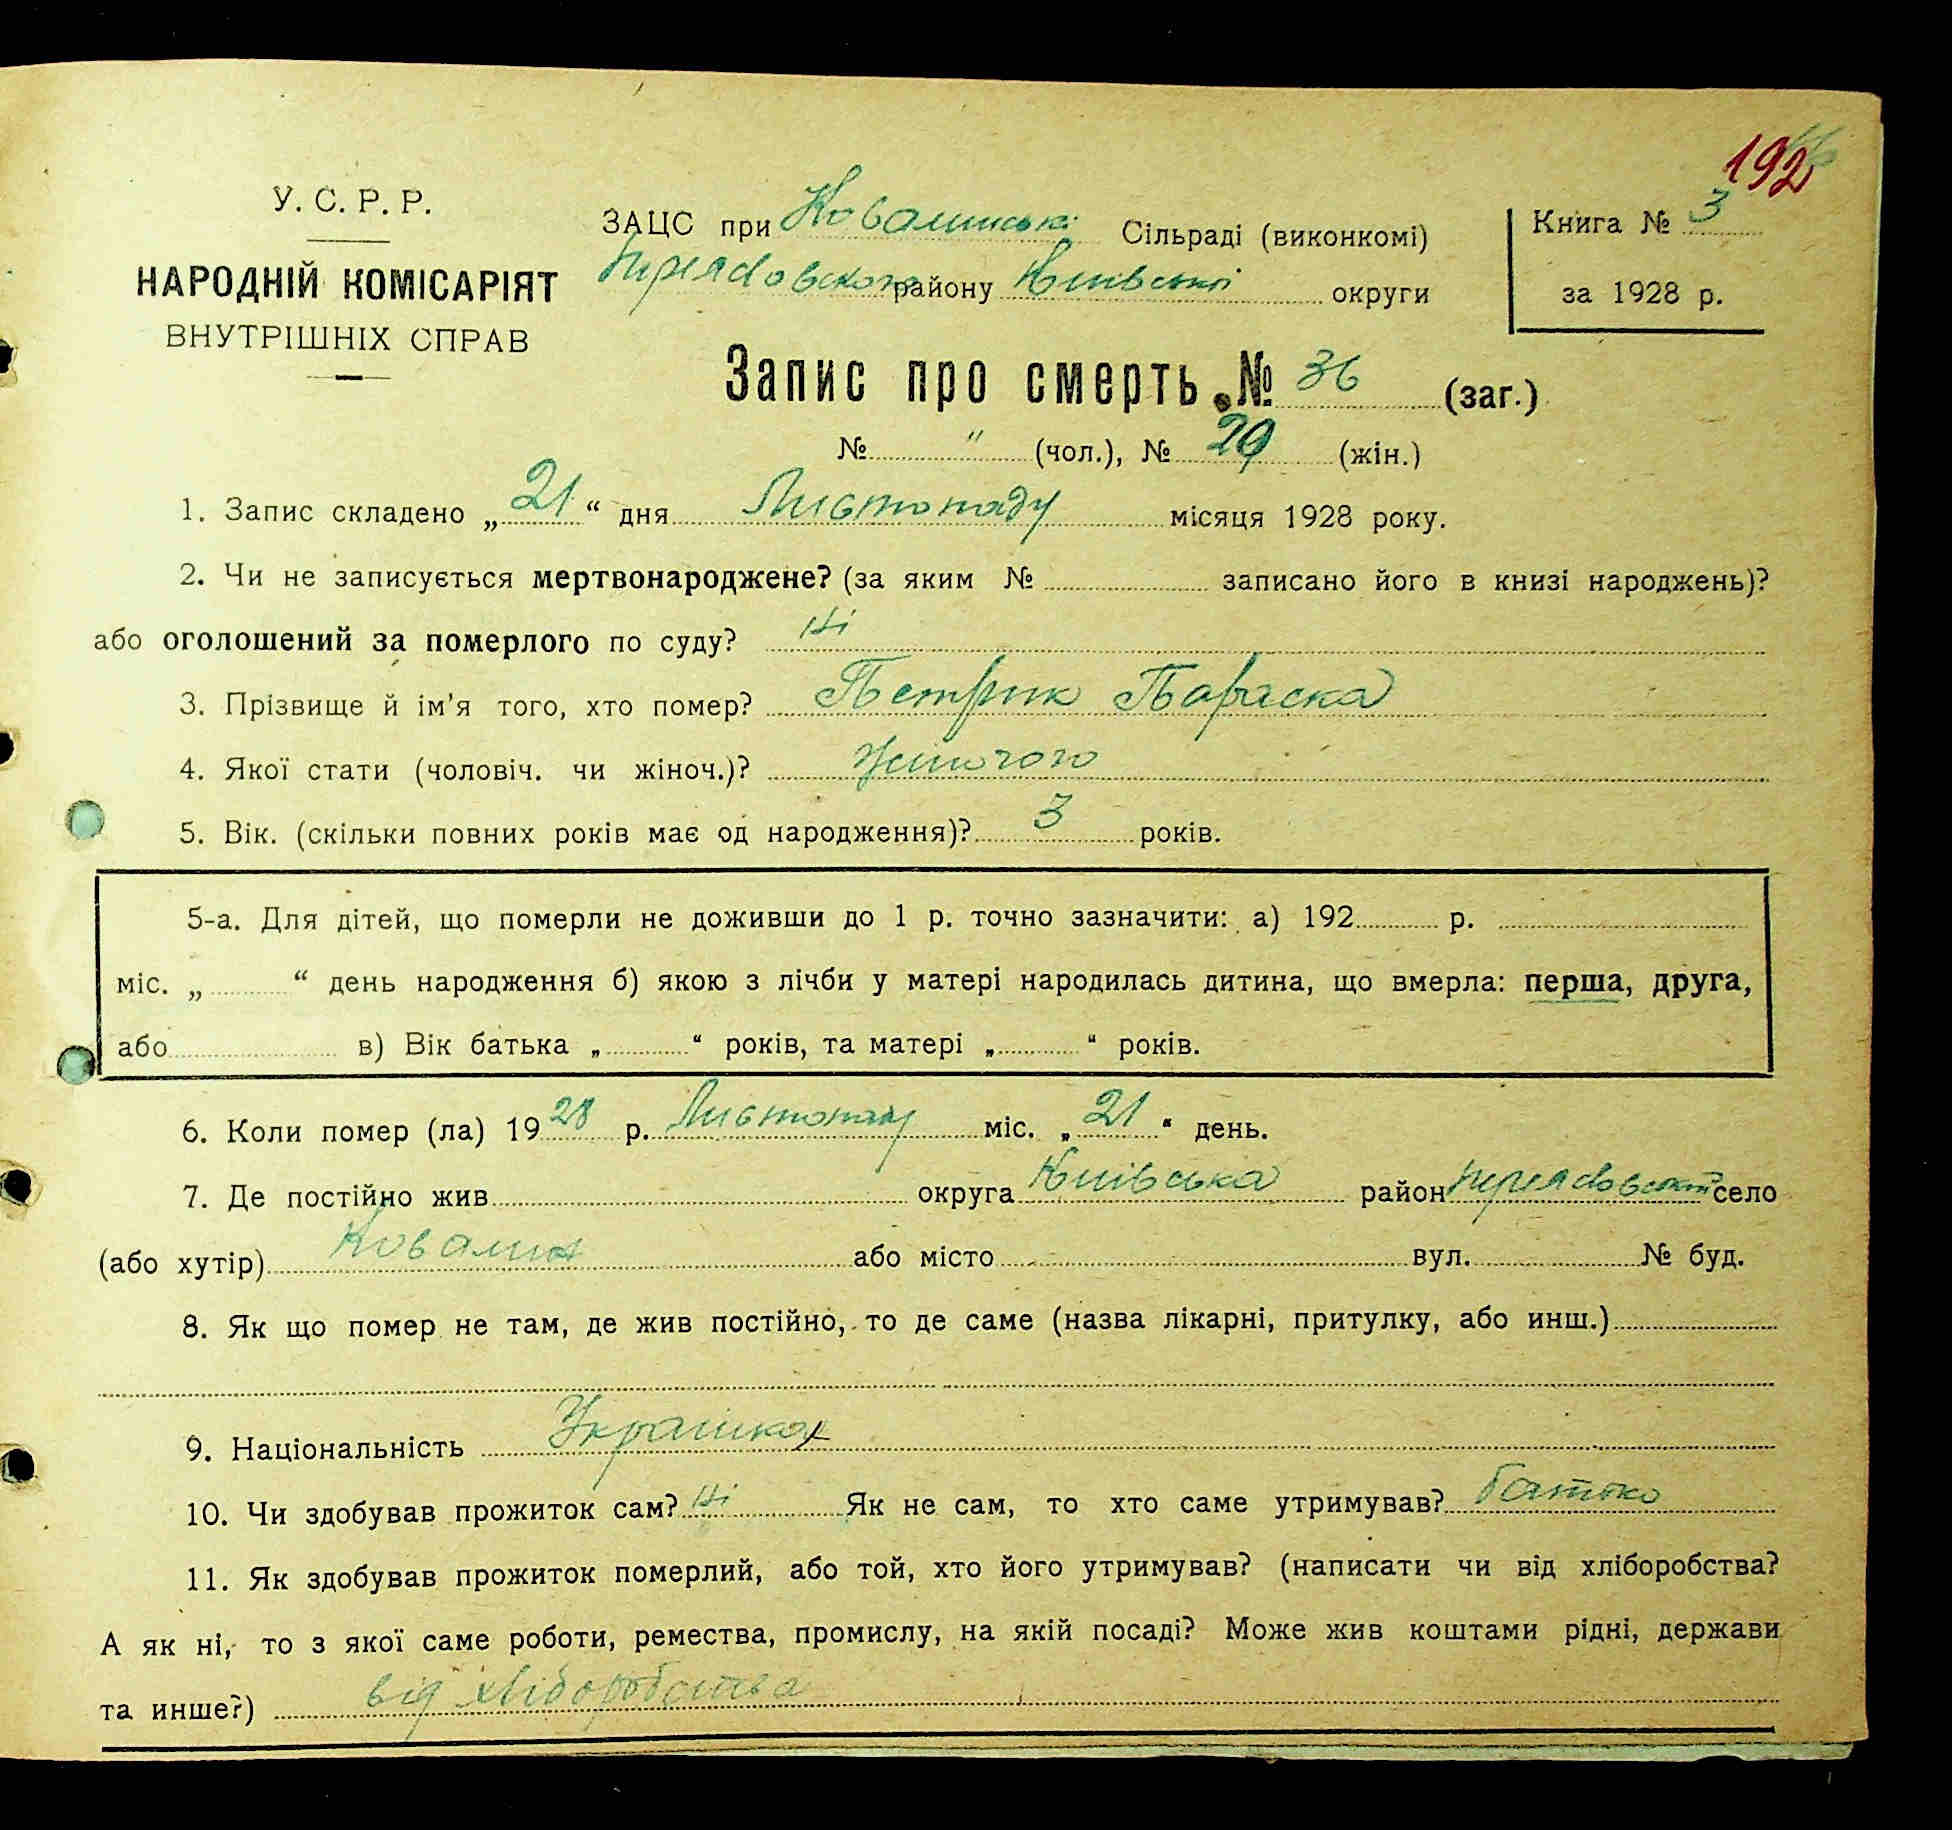 192
У. С. Р. Р.
НАРОДНІЙ КОМІСАРІЯТ
ВНУТРІШНІХ СПРАВ
ЗАЦС при Ковалинські Сільраді (виконкомі)
Переясловского району Київської округи
Книга № 3
за 1928 р.
Запис про смерть № 36 (заг.)
№ " (чол.), № 20 (жін.)
1. Запис складено „21“ дня Листопаду місяця 1928 року.
2. Чи не записується мертвонароджене? (за яким № записано його в книзі народжень)?
або оголошений за померлого по суду? Ні
3. Прізвище й ім'я того, хто помер? Петрик Параска
4. Якої стати (чоловіч. чи жіноч.)? Жіночого
5. Вік. (скільки повних років має од народження)? 3 років.
5-а. Для дітей, що померли не доживши до 1 р. точно зазначити: а) 192 р.
міс. „ “ день народження б) якою з лічби у матері народилась дитина, що вмерла: перша, друга,
або в) Вік батька „ “ років, та матері „ “ років.
6. Коли помер (ла) 1928 р. Листопаду міс. „21“ день.
7. Де постійно жив округа Київська район Переясловский село
(або хутір) Ковалин або місто вул. № буд.
8. Як що помер не там, де жив постійно, то де саме (назва лікарні, притулку, або инш.)
9. Національність Українка
10. Чи здобував прожиток сам? Ні Як не сам, то хто саме утримував? батько
11. Як здобував прожиток померлий, або той, хто його утримував? (написати чи від хліборобства?
А як ні, то з якої саме роботи, ремества, промислу, на якій посаді? Може жив коштами рідні, держави
та инше?) від хліборобства